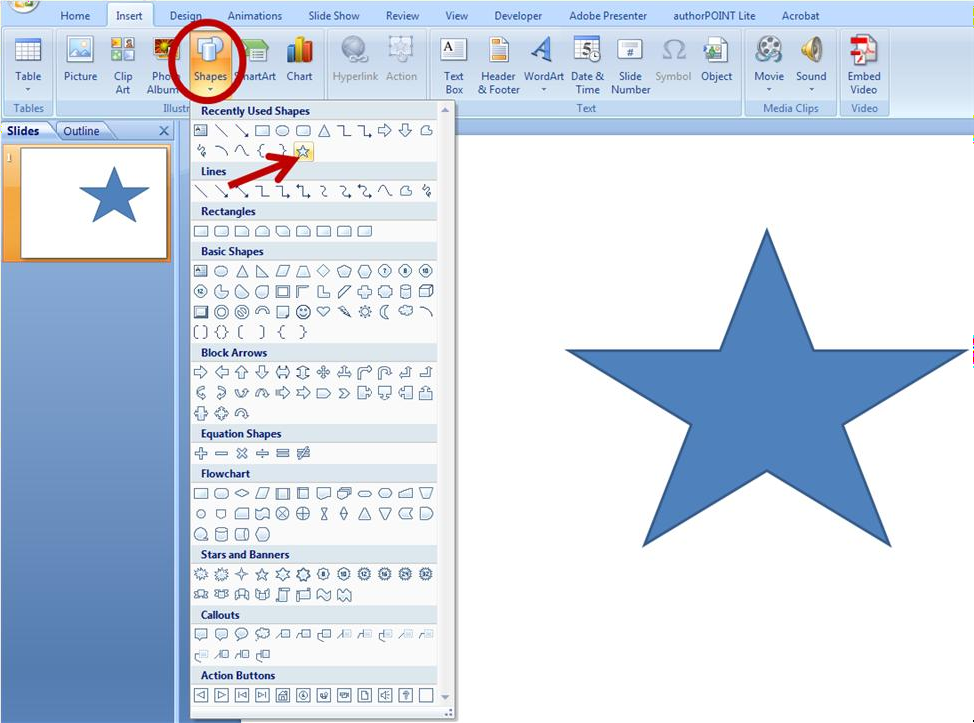 Home Insert Design Animations Slide Show Review View Developer Adobe Presenter authorPOINT Lite Acrobat
Table Picture Clip Art Photo Album Shapes SmartArt Chart Hyperlink Action Text Box Header & Footer WordArt Date & Time Slide Number Symbol Object Movie Sound Embed Video
Tables Illustr Text Media Clips Video
Slides Outline
1
Recently Used Shapes
Lines
Rectangles
Basic Shapes
Block Arrows
Equation Shapes
Flowchart
Stars and Banners
Callouts
Action Buttons